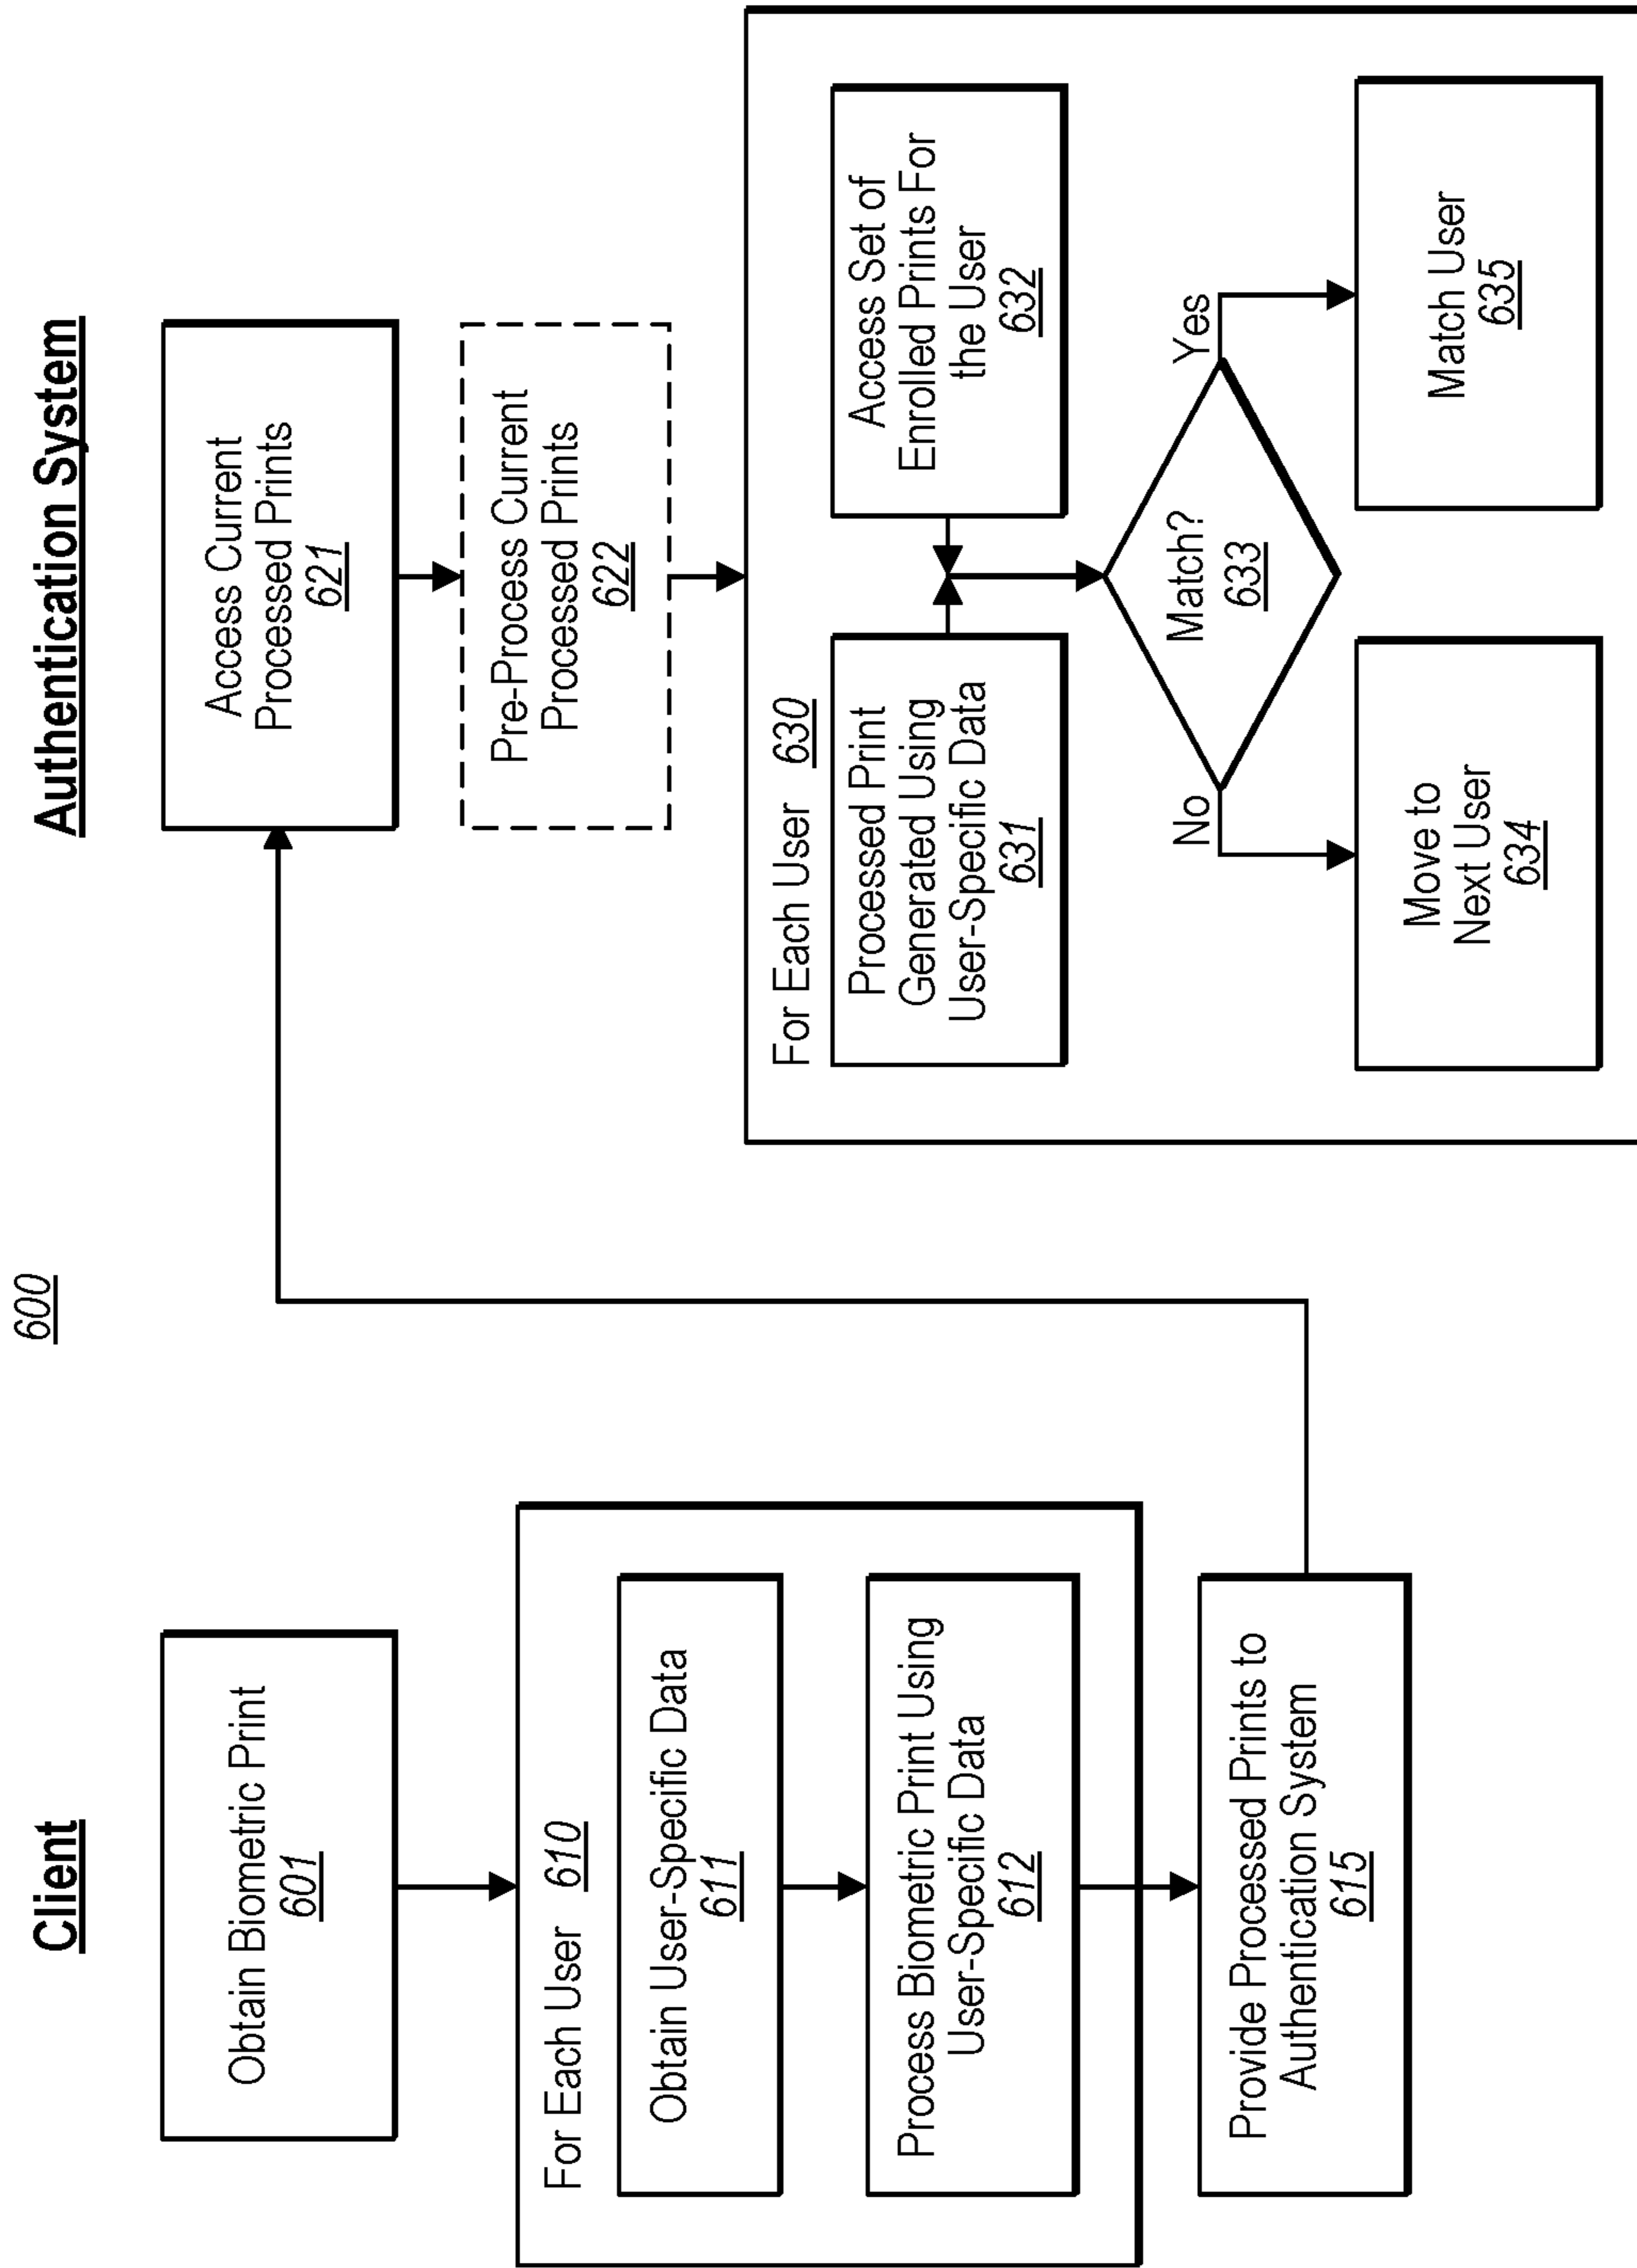 600
Client
Obtain Biometric Print
601
For Each User 610
Obtain User-Specific Data
611
Process Biometric Print Using
User-Specific Data
612
Provide Processed Prints to
Authentication System
615
Authentication System
Access Current
Processed Prints
621
Pre-Process Current
Processed Prints
622
For Each User 630
Processed Print
Generated Using
User-Specific Data
631
Access Set of
Enrolled Prints For
the User
632
Match?
633
No
Yes
Move to
Next User
634
Match User
635